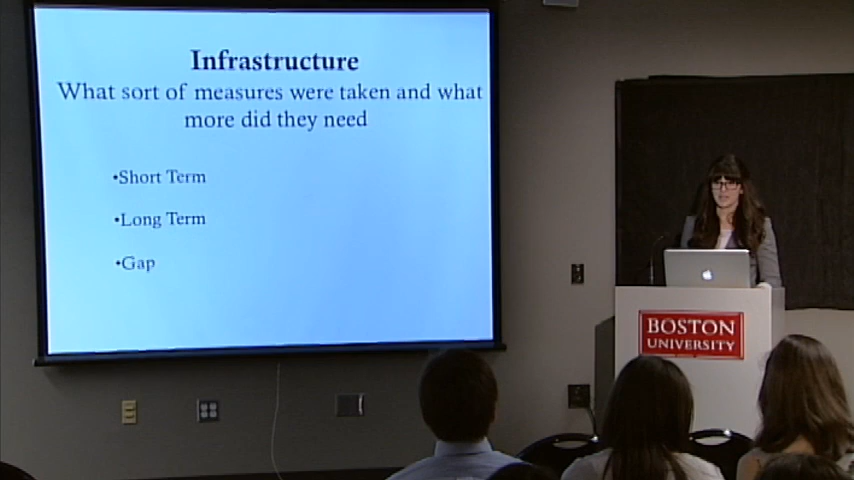 Infrastructure
What sort of measures were taken and what
more did they need
•Short Term
•Long Term
•Gap
BOSTON
UNIVERSITY